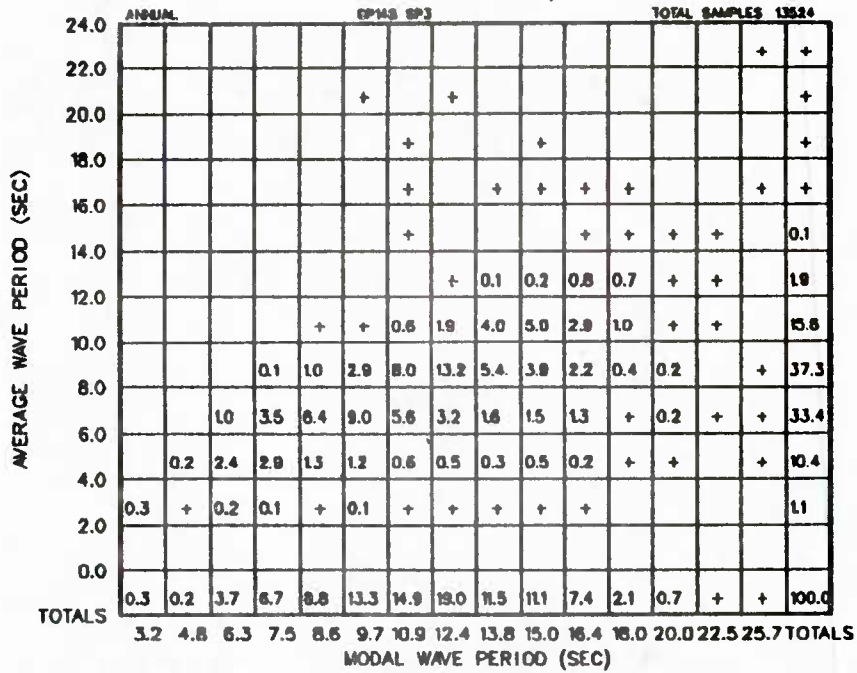 ANNUAL. TOTAL SAMPLES 13524
24.0
+ +
22.0
+ + +
20.0
+ + +
18.0
+ + + + + + +
16.0
+ + + + + 0.1
14.0
+ 0.1 0.2 0.8 0.7 + + 1.9
12.0
+ + 0.6 1.9 4.0 5.0 2.9 1.0 + + 15.6
10.0
0.1 1.0 2.9 8.0 13.2 5.4. 3.9 2.2 0.4 0.2 + 37.3
8.0
1.0 3.5 6.4 9.0 5.6 3.2 1.6 1.5 1.3 + 0.2 + + 33.4
6.0
0.2 2.4 2.9 1.3 1.2 0.6 0.5 0.3 0.5 0.2 + + + 10.4
4.0
0.3 + 0.2 0.1 + 0.1 + + + + + 1.1
2.0
0.0
TOTALS 0.3 0.2 3.7 6.7 8.8 13.3 14.9 19.0 11.5 11.1 7.4 2.1 0.7 + + 100.0
3.2 4.8 6.3 7.5 8.6 9.7 10.9 12.4 13.8 15.0 16.4 18.0 20.0 22.5 25.7 TOTALS
MODAL WAVE PERIOD (SEC)
AVERAGE WAVE PERIOD (SEC)